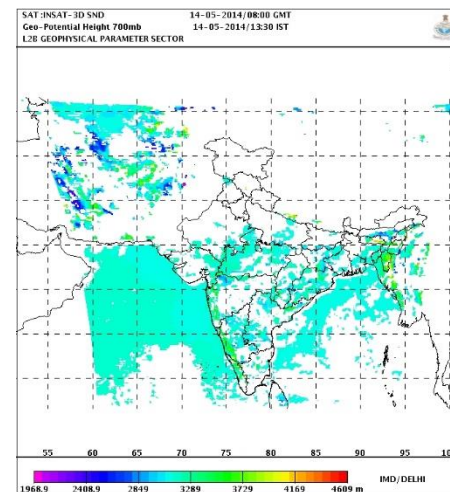 SAT :INSAT-3D SND 14-05-2014/08:00 GMT
Geo-Potential Height 700mb 14-05-2014/13:30 IST
L2B GEOPHYSICAL PARAMETER SECTOR
55 60 65 70 75 80 85 90 95 10
1968.9 2408.9 2849 3289 3729 4169 4609 m IMD/DELHI